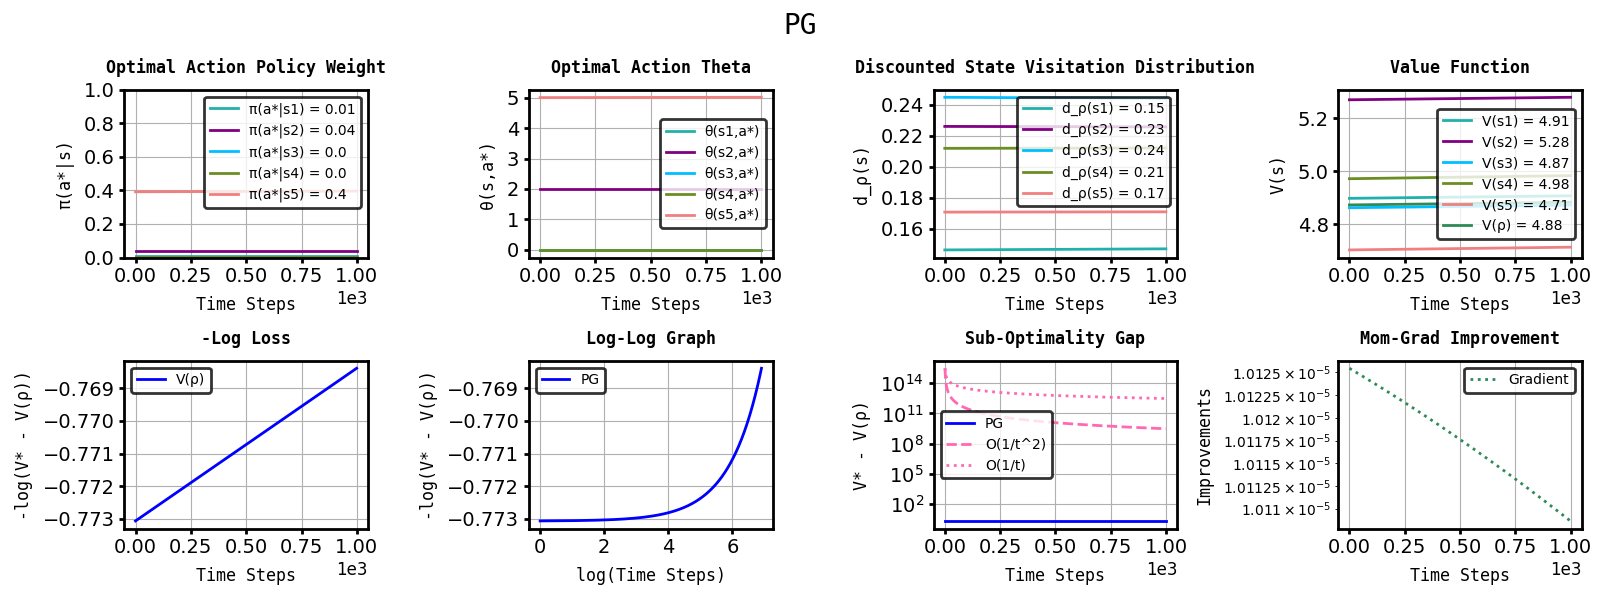 PG
Optimal Action Policy Weight
π(a*|s)
1.0
0.8
0.6
0.4
0.2
0.0
π(a*|s1) = 0.01
π(a*|s2) = 0.04
π(a*|s3) = 0.0
π(a*|s4) = 0.0
π(a*|s5) = 0.4
0.00 0.25 0.50 0.75 1.00
1e3
Time Steps
Optimal Action Theta
θ(s,a*)
5
4
3
2
1
0
θ(s1,a*)
θ(s2,a*)
θ(s3,a*)
θ(s4,a*)
θ(s5,a*)
0.00 0.25 0.50 0.75 1.00
1e3
Time Steps
Discounted State Visitation Distribution
d_ρ(s)
0.24
0.22
0.20
0.18
0.16
d_ρ(s1) = 0.15
d_ρ(s2) = 0.23
d_ρ(s3) = 0.24
d_ρ(s4) = 0.21
d_ρ(s5) = 0.17
0.00 0.25 0.50 0.75 1.00
1e3
Time Steps
Value Function
V(s)
5.2
5.0
4.8
V(s1) = 4.91
V(s2) = 5.28
V(s3) = 4.87
V(s4) = 4.98
V(s5) = 4.71
V(ρ) = 4.88
0.00 0.25 0.50 0.75 1.00
1e3
Time Steps
-Log Loss
-log(V* - V(ρ))
−0.769
−0.770
−0.771
−0.772
−0.773
V(ρ)
0.00 0.25 0.50 0.75 1.00
1e3
Time Steps
Log-Log Graph
-log(V* - V(ρ))
−0.769
−0.770
−0.771
−0.772
−0.773
PG
0 2 4 6
log(Time Steps)
Sub-Optimality Gap
V* - V(ρ)
10^14
10^11
10^8
10^5
10^2
PG
O(1/t^2)
O(1/t)
0.00 0.25 0.50 0.75 1.00
1e3
Time Steps
Mom-Grad Improvement
Improvements
1.0125 × 10^−5
1.01225 × 10^−5
1.012 × 10^−5
1.01175 × 10^−5
1.0115 × 10^−5
1.01125 × 10^−5
1.011 × 10^−5
Gradient
0.00 0.25 0.50 0.75 1.00
1e3
Time Steps